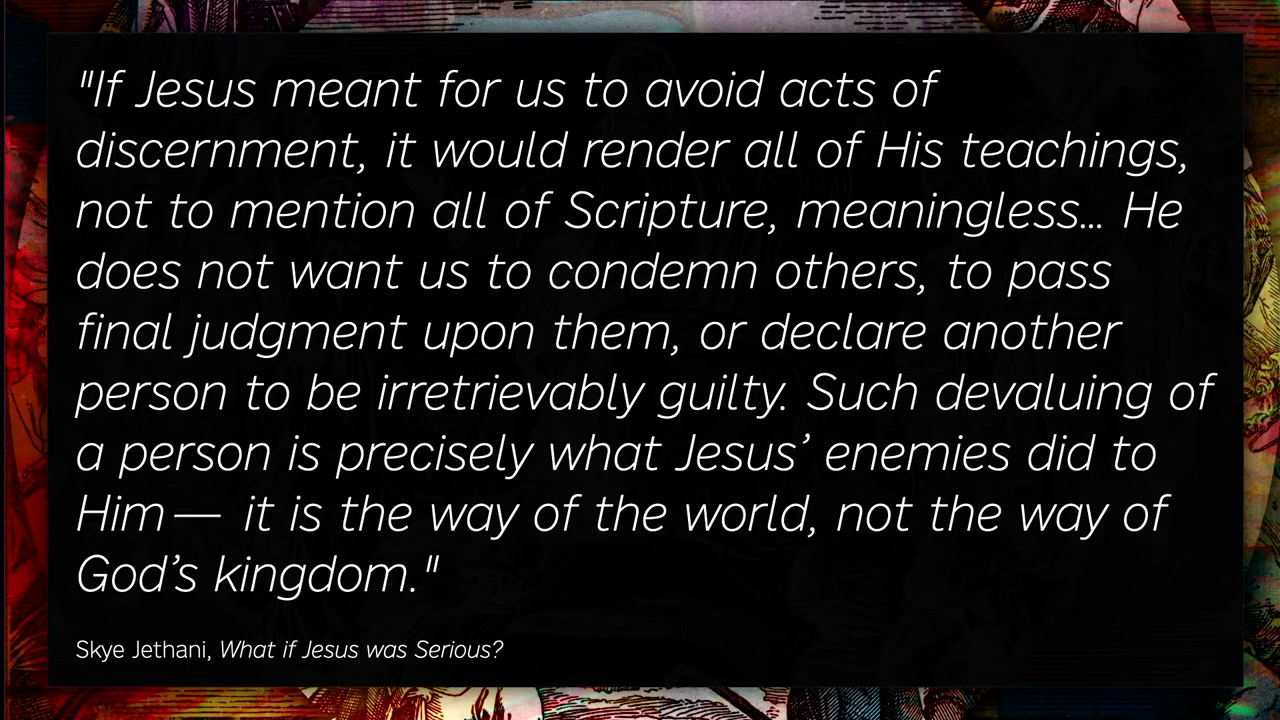 "If Jesus meant for us to avoid acts of
discernment, it would render all of His teachings,
not to mention all of Scripture, meaningless… He
does not want us to condemn others, to pass
final judgment upon them, or declare another
person to be irretrievably guilty. Such devaluing of
a person is precisely what Jesus’ enemies did to
Him — it is the way of the world, not the way of
God’s kingdom."
Skye Jethani, What if Jesus was Serious?